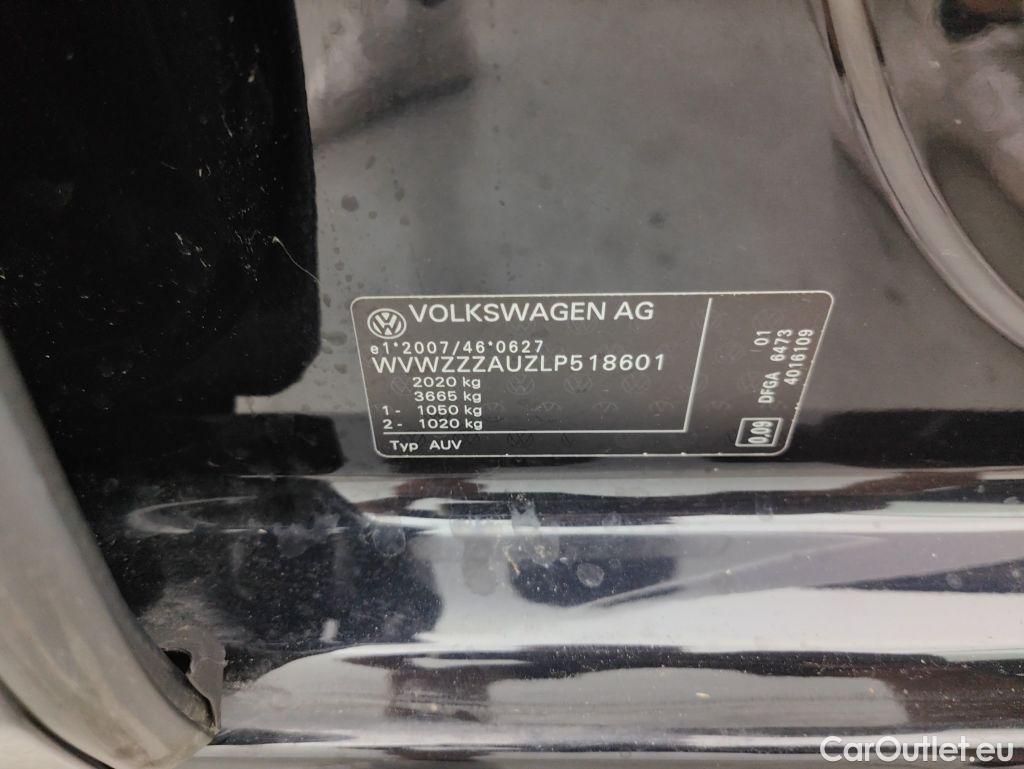 VOLKSWAGEN AG
e1*2007/46*0627
WVWZZZAUZLP518601
2020 kg
3665 kg
1- 1050 kg
2- 1020 kg
Typ AUV
01
DFGA 6473
4016109
0.09
CarOutlet.eu